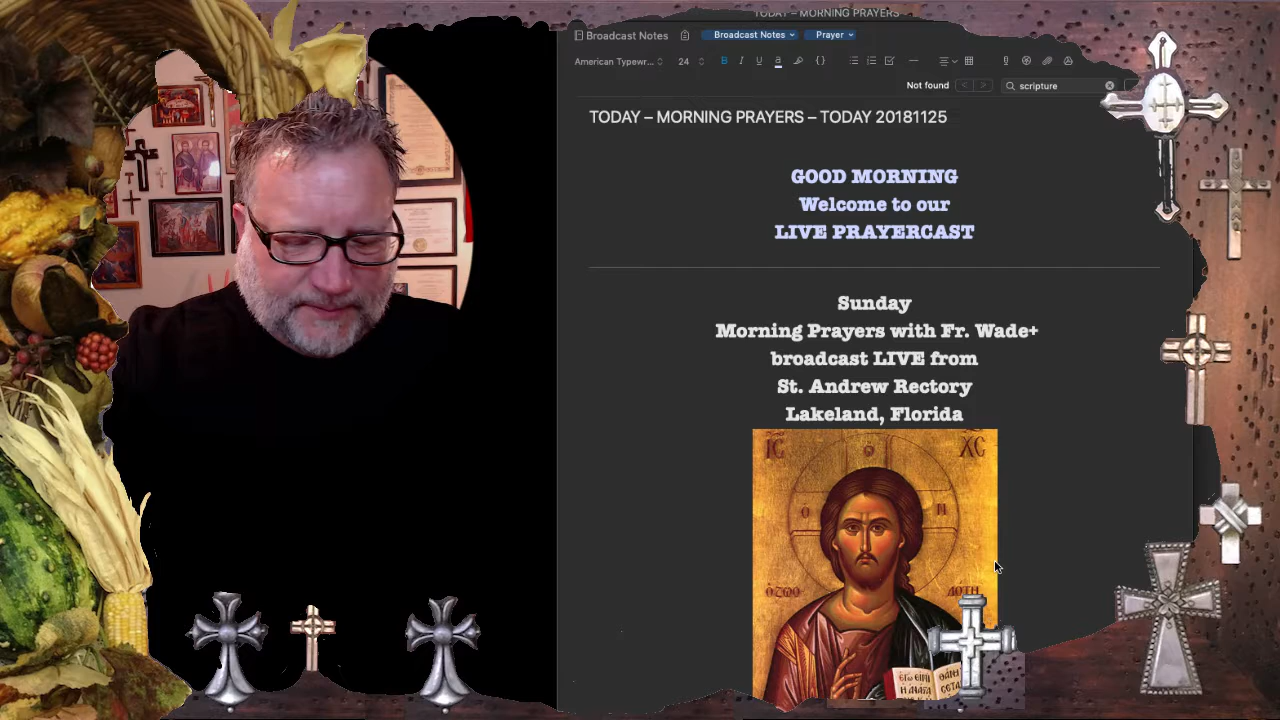 TODAY – MORNING PRAYERS
Broadcast Notes
Broadcast Notes
Prayer
American Typewr...
24
B I U a
Not found
scripture
TODAY – MORNING PRAYERS – TODAY 20181125
GOOD MORNING
Welcome to our
LIVE PRAYERCAST
Sunday
Morning Prayers with Fr. Wade+
broadcast LIVE from
St. Andrew Rectory
Lakeland, Florida
IC XC